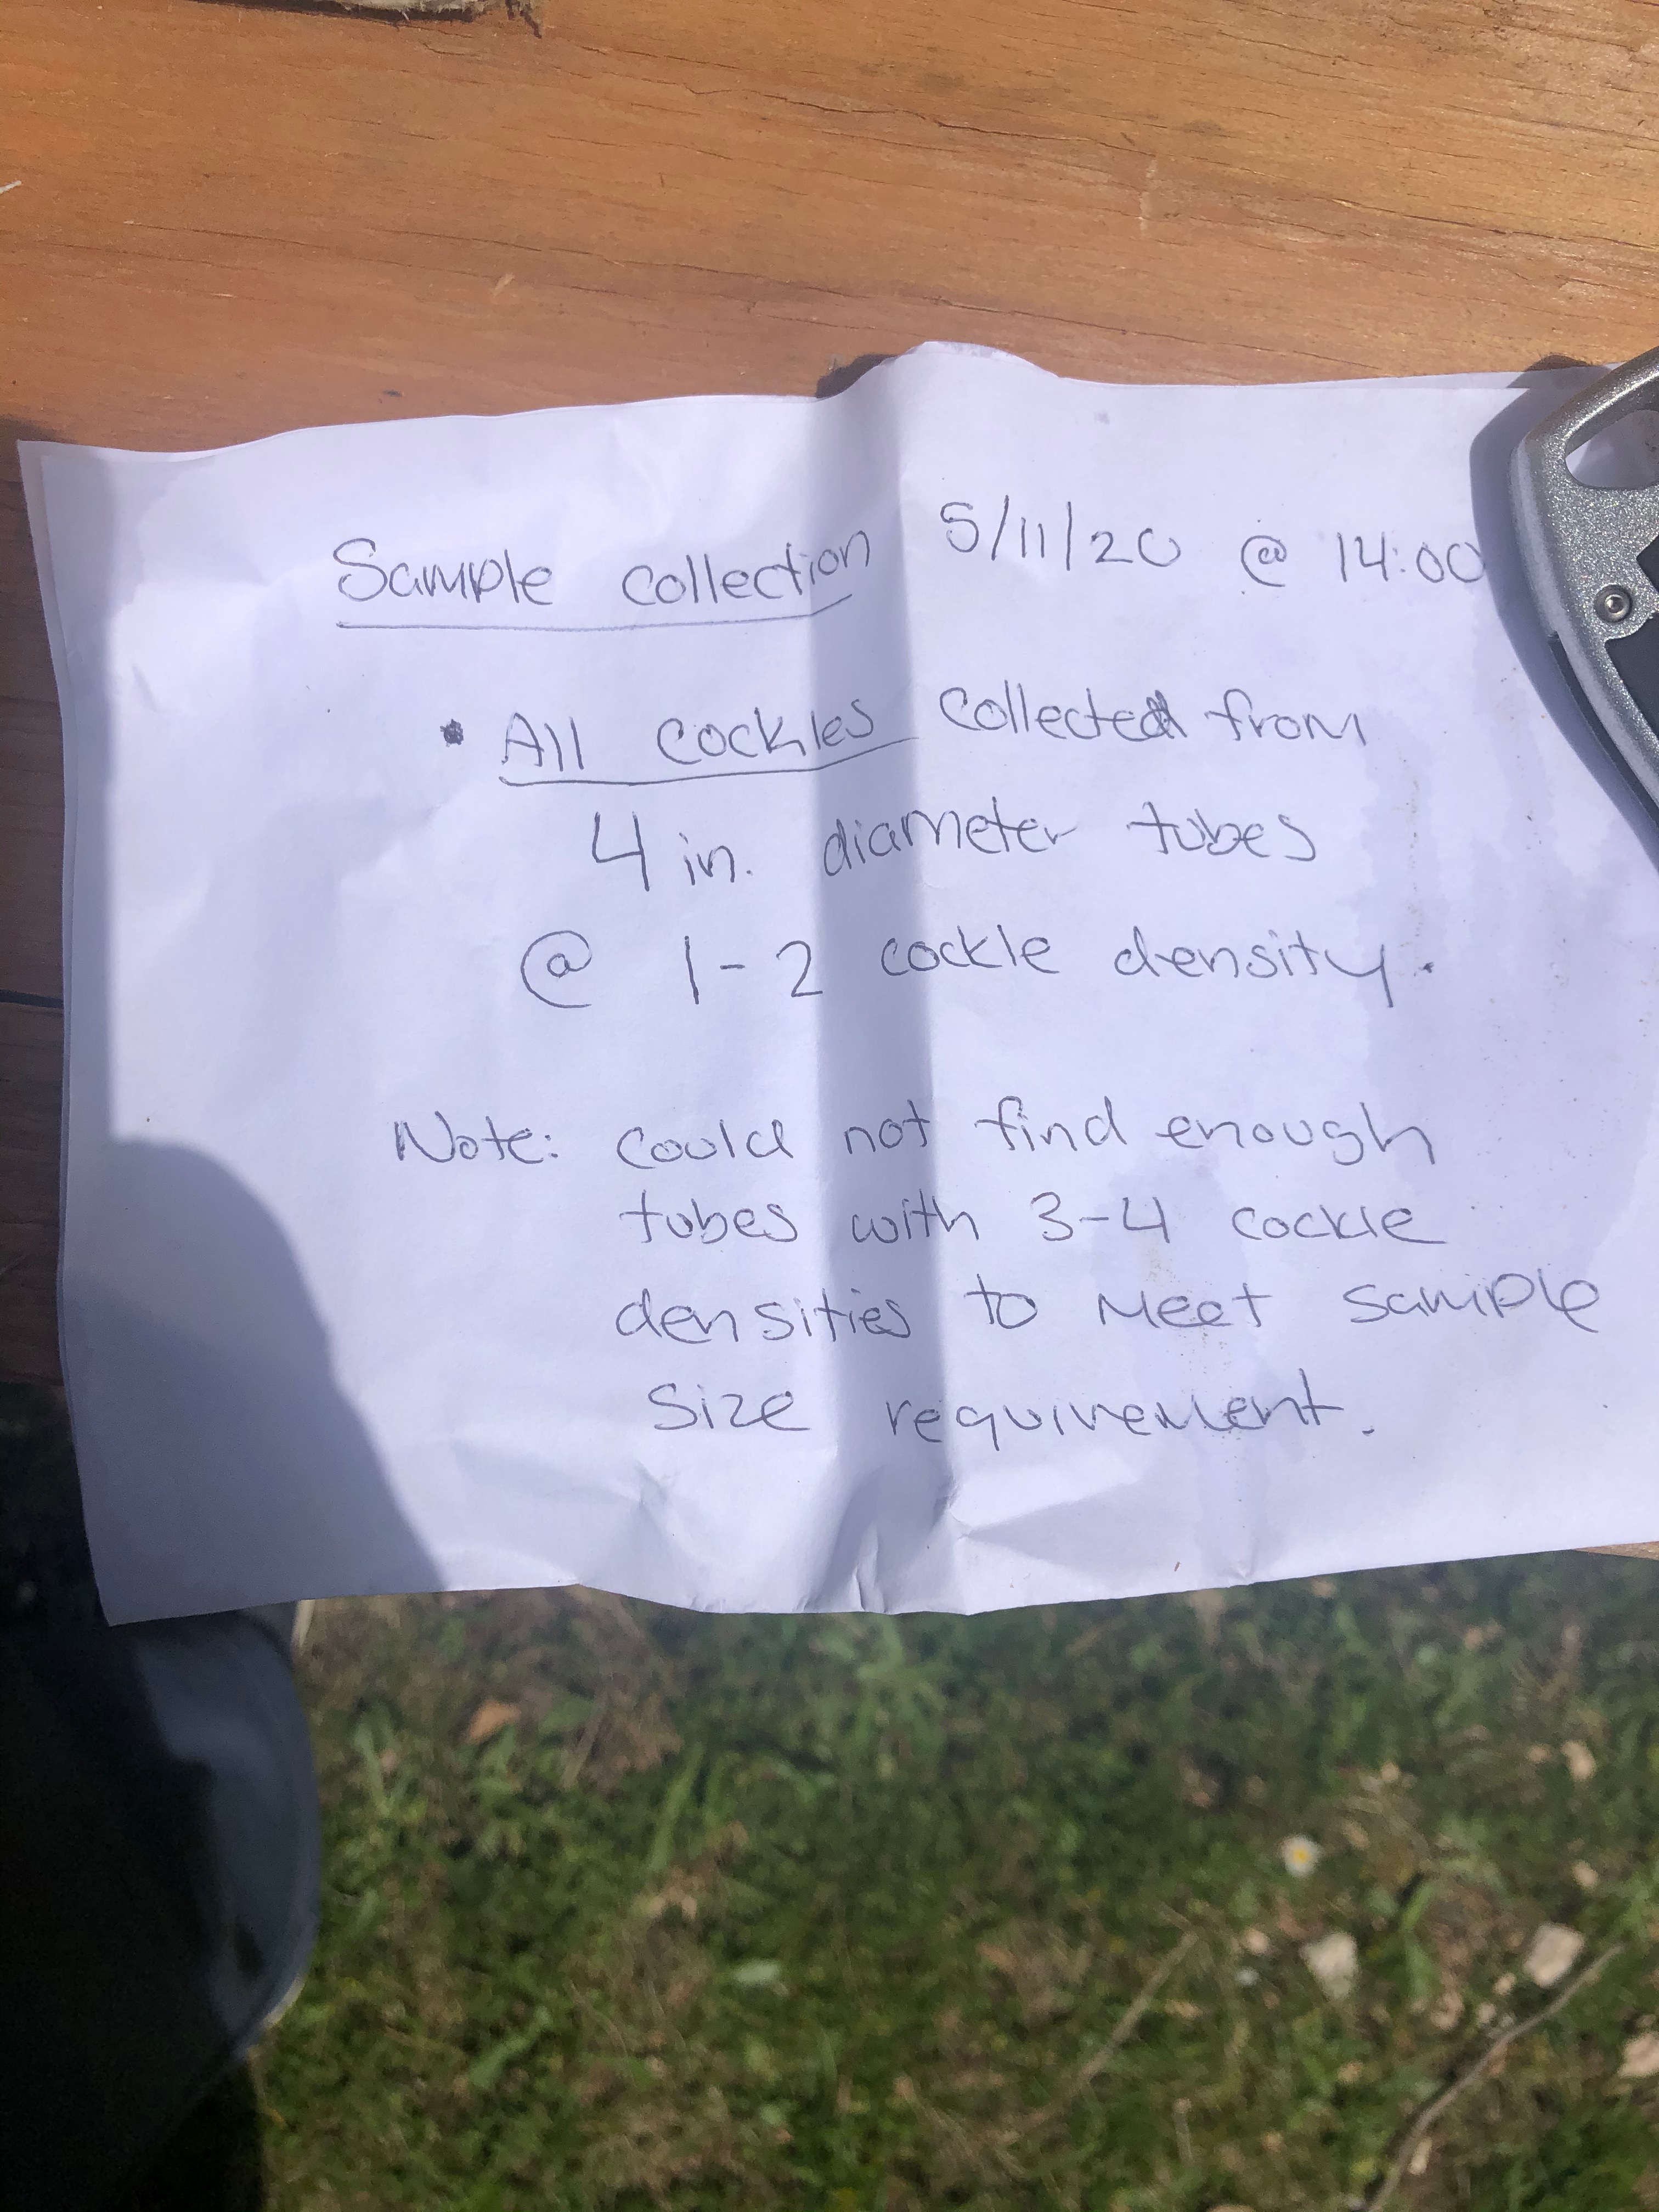 Sample collection 5/11/20 @ 14:00
• All cockles collected from
4 in. diameter tubes
@ 1-2 cockle density.
Note: could not find enough
tubes with 3-4 cockle
densities to meet sample
size requirement.